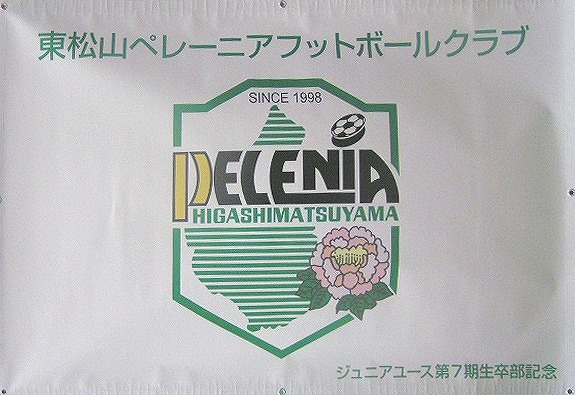 東松山ペレーニアフットボールクラブ
SINCE 1998
PELENIA
HIGASHIMATSUYAMA
ジュニアユース第7期生卒部記念